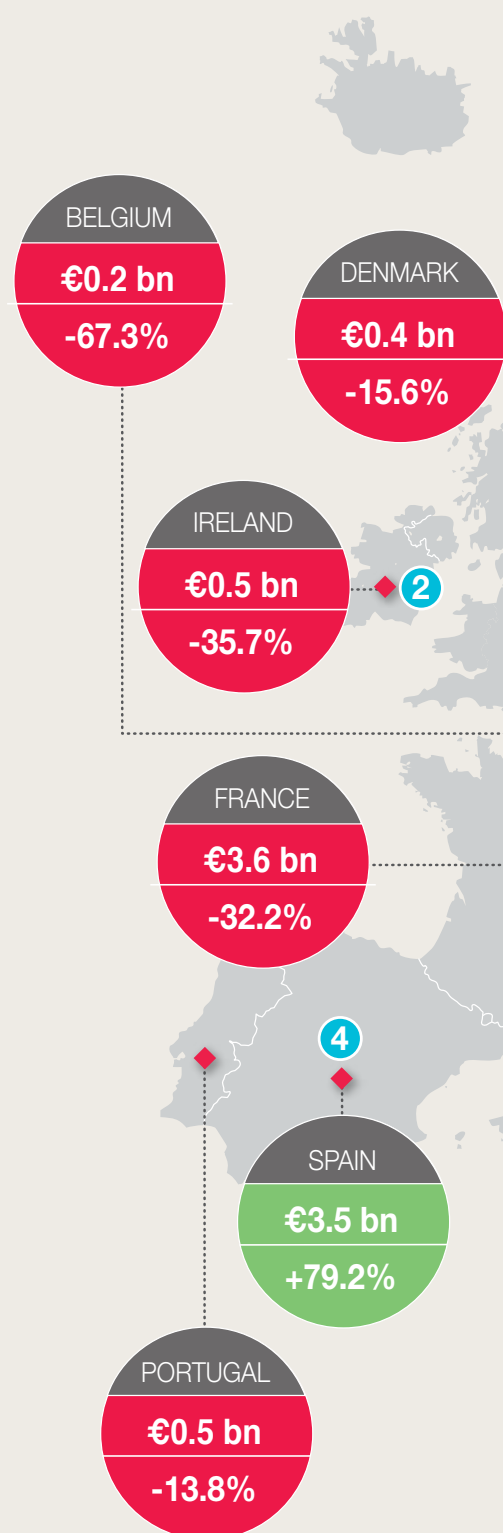 BELGIUM
€0.2 bn
-67.3%
DENMARK
€0.4 bn
-15.6%
IRELAND
€0.5 bn
-35.7%
2
FRANCE
€3.6 bn
-32.2%
4
SPAIN
€3.5 bn
+79.2%
PORTUGAL
€0.5 bn
-13.8%